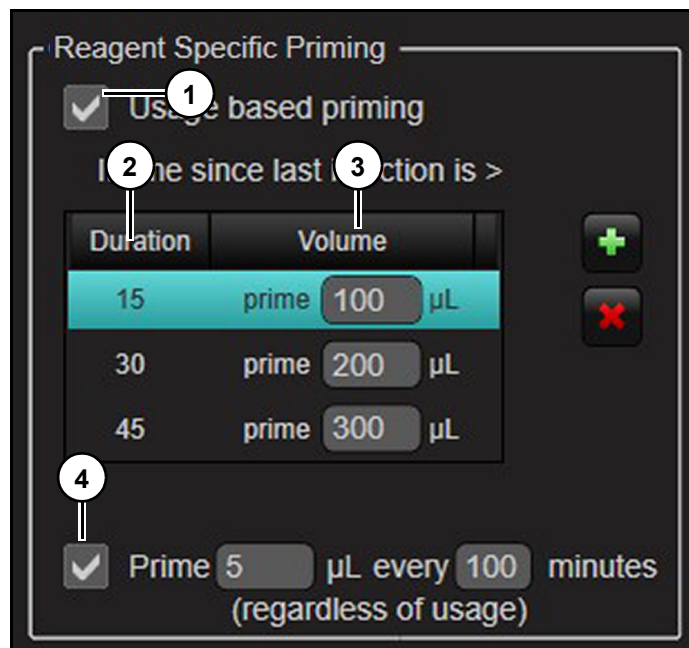 Reagent Specific Priming
1
Usage based priming
2
3
since last is >
Duration Volume
15 prime 100 µL
30 prime 200 µL
45 prime 300 µL
4
Prime 5 µL every 100 minutes
(regardless of usage)